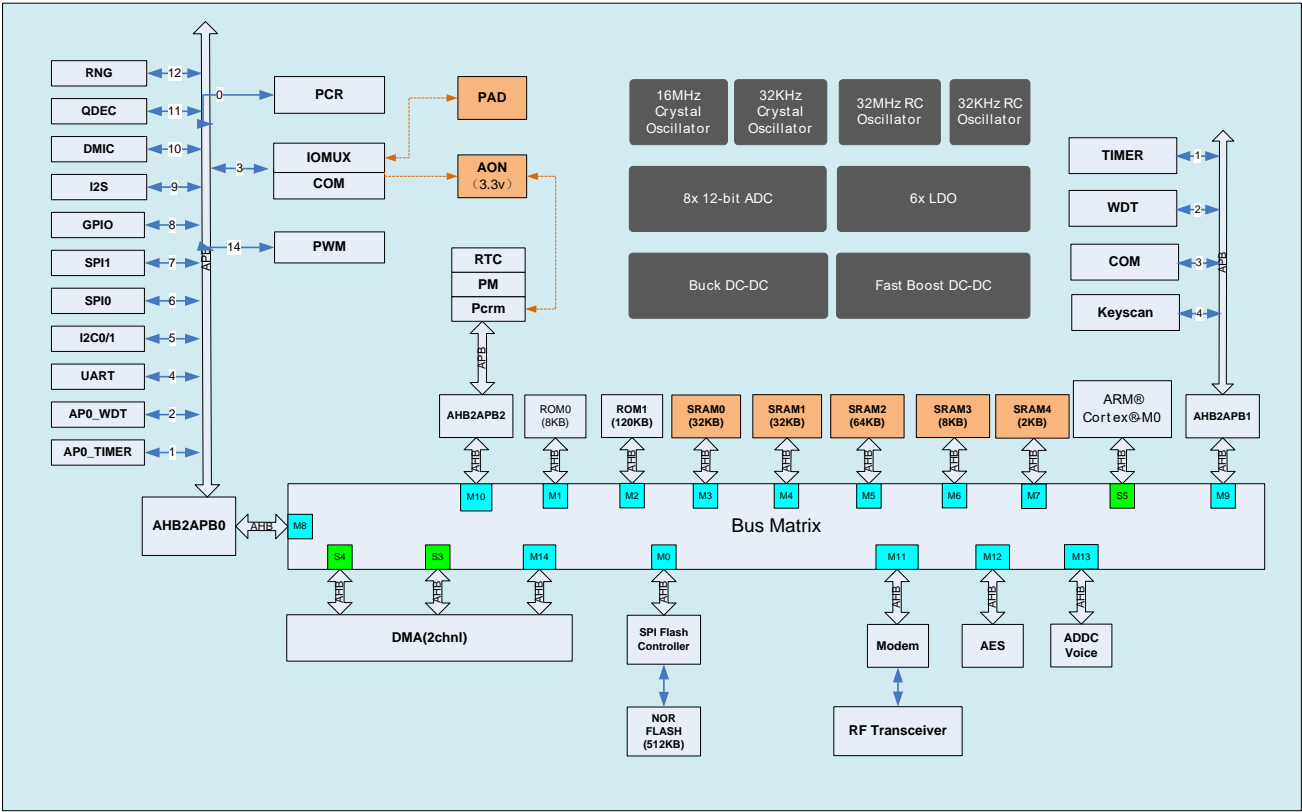 RNG
12
QDEC
11
DMIC
10
I2S
9
GPIO
8
SPI1
7
SPI0
6
I2C0/1
5
UART
4
AP0_WDT
2
AP0_TIMER
1
APB
0
PCR
3
IOMUX
COM
14
PWM
PAD
AON
(3.3v)
RTC
PM
Pcrm
APB
16MHz
Crystal
Oscillator
32KHz
Crystal
Oscillator
32MHz RC
Oscillator
32KHz RC
Oscillator
8x 12-bit ADC
6x LDO
Buck DC-DC
Fast Boost DC-DC
TIMER
1
WDT
2
COM
3
Keyscan
4
APB
AHB2APB2
ROM0
(8KB)
ROM1
(120KB)
SRAM0
(32KB)
SRAM1
(32KB)
SRAM2
(64KB)
SRAM3
(8KB)
SRAM4
(2KB)
ARM®
Cortex®-M0
AHB2APB1
AHB
AHB
AHB
AHB
AHB
AHB
AHB
AHB
AHB
AHB
M10
M1
M2
M3
M4
M5
M6
M7
S5
M9
AHB2APB0
AHB
M8
Bus Matrix
S4
S3
M14
M0
M11
M12
M13
AHB
AHB
AHB
AHB
AHB
AHB
AHB
DMA(2chnl)
SPI Flash
Controller
Modem
AES
ADDC
Voice
NOR
FLASH
(512KB)
RF Transceiver